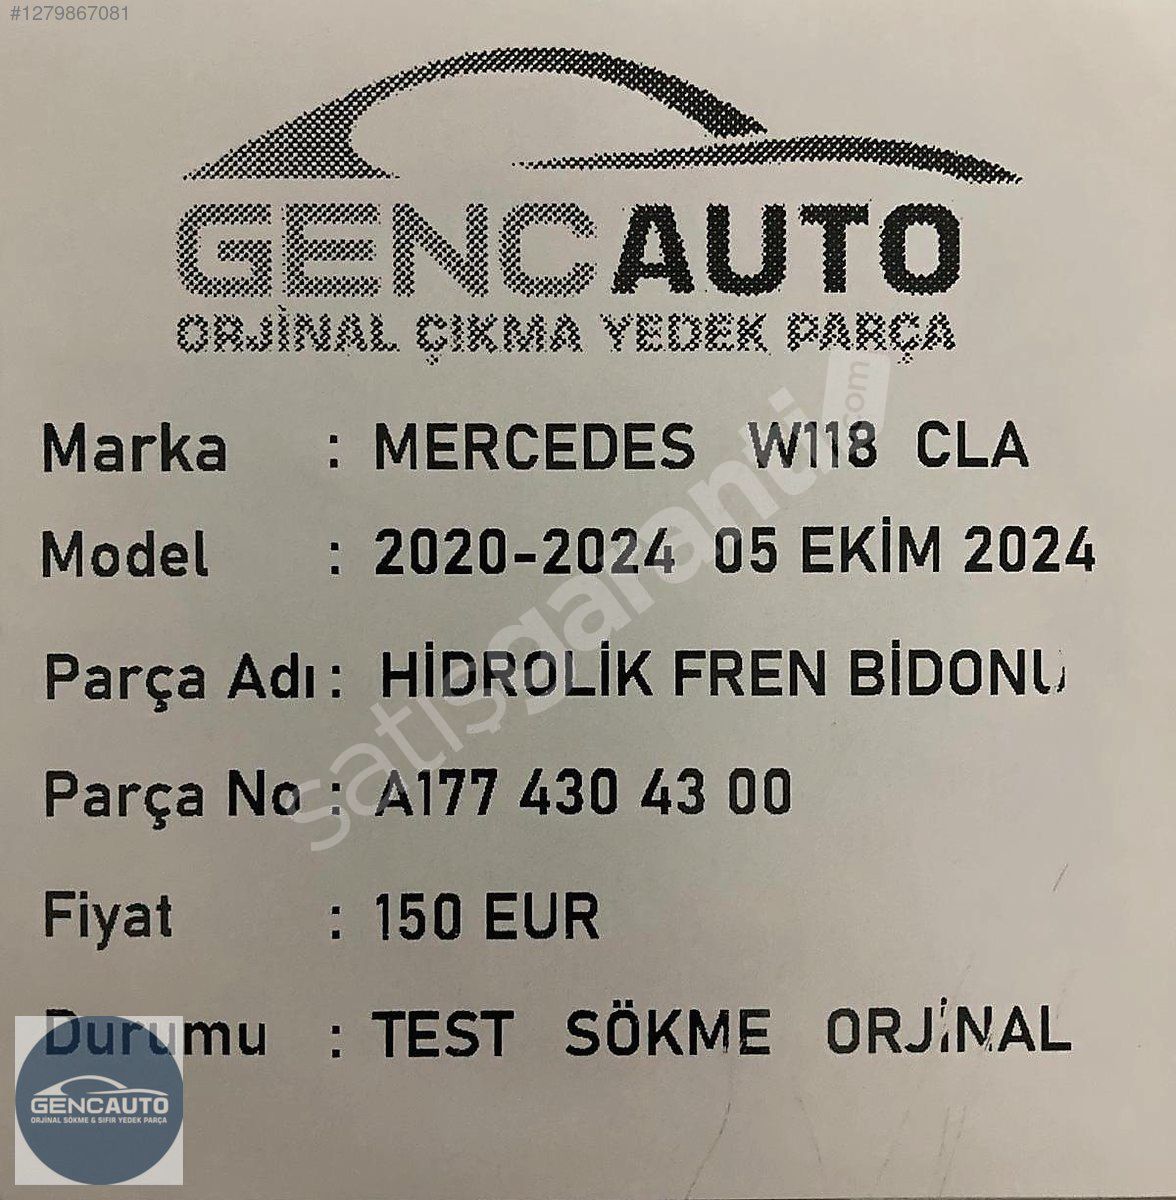 #1279867081
GENCAUTO
ORJİNAL ÇIKMA YEDEK PARÇA
Marka : MERCEDES W118 CLA
Model : 2020-2024 05 EKİM 2024
Parça Adı : HİDROLİK FREN BİDONU
Parça No : A177 430 43 00
Fiyat : 150 EUR
Durumu : TEST SÖKME ORJİNAL
satışgaranti.com
GENCAUTO
ORJİNAL SÖKME & SIFIR YEDEK PARÇA